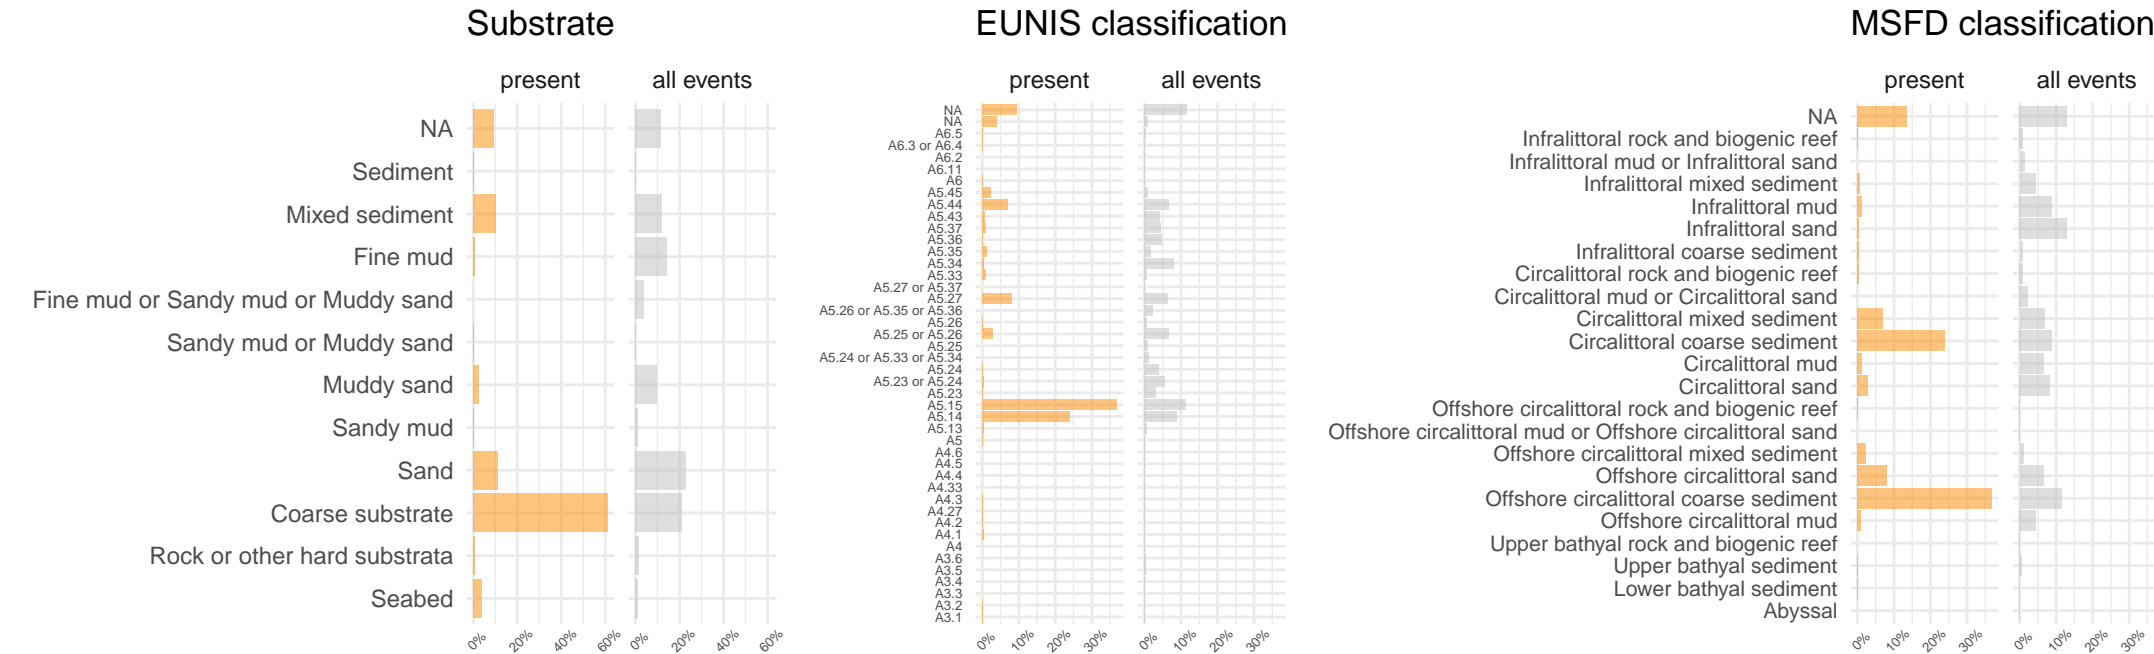 Substrate
present all events
NA
Sediment
Mixed sediment
Fine mud
Fine mud or Sandy mud or Muddy sand
Sandy mud or Muddy sand
Muddy sand
Sandy mud
Sand
Coarse substrate
Rock or other hard substrata
Seabed
0% 20% 40% 60% 0% 20% 40% 60%
EUNIS classification
present all events
NA
NA
A6.5
A6.3 or A6.4
A6.2
A6.11
A6
A5.45
A5.44
A5.43
A5.37
A5.36
A5.35
A5.34
A5.33
A5.27 or A5.37
A5.27
A5.26 or A5.35 or A5.36
A5.26
A5.25 or A5.26
A5.25
A5.24 or A5.33 or A5.34
A5.24
A5.23 or A5.24
A5.23
A5.15
A5.14
A5.13
A5
A4.6
A4.5
A4.4
A4.33
A4.3
A4.27
A4.2
A4.1
A4
A3.6
A3.5
A3.4
A3.3
A3.2
A3.1
0% 10% 20% 30% 0% 10% 20% 30%
MSFD classification
present all events
NA
Infralittoral rock and biogenic reef
Infralittoral mud or Infralittoral sand
Infralittoral mixed sediment
Infralittoral mud
Infralittoral sand
Infralittoral coarse sediment
Circalittoral rock and biogenic reef
Circalittoral mud or Circalittoral sand
Circalittoral mixed sediment
Circalittoral coarse sediment
Circalittoral mud
Circalittoral sand
Offshore circalittoral rock and biogenic reef
Offshore circalittoral mud or Offshore circalittoral sand
Offshore circalittoral mixed sediment
Offshore circalittoral sand
Offshore circalittoral coarse sediment
Offshore circalittoral mud
Upper bathyal rock and biogenic reef
Upper bathyal sediment
Lower bathyal sediment
Abyssal
0% 10% 20% 30% 0% 10% 20% 30%